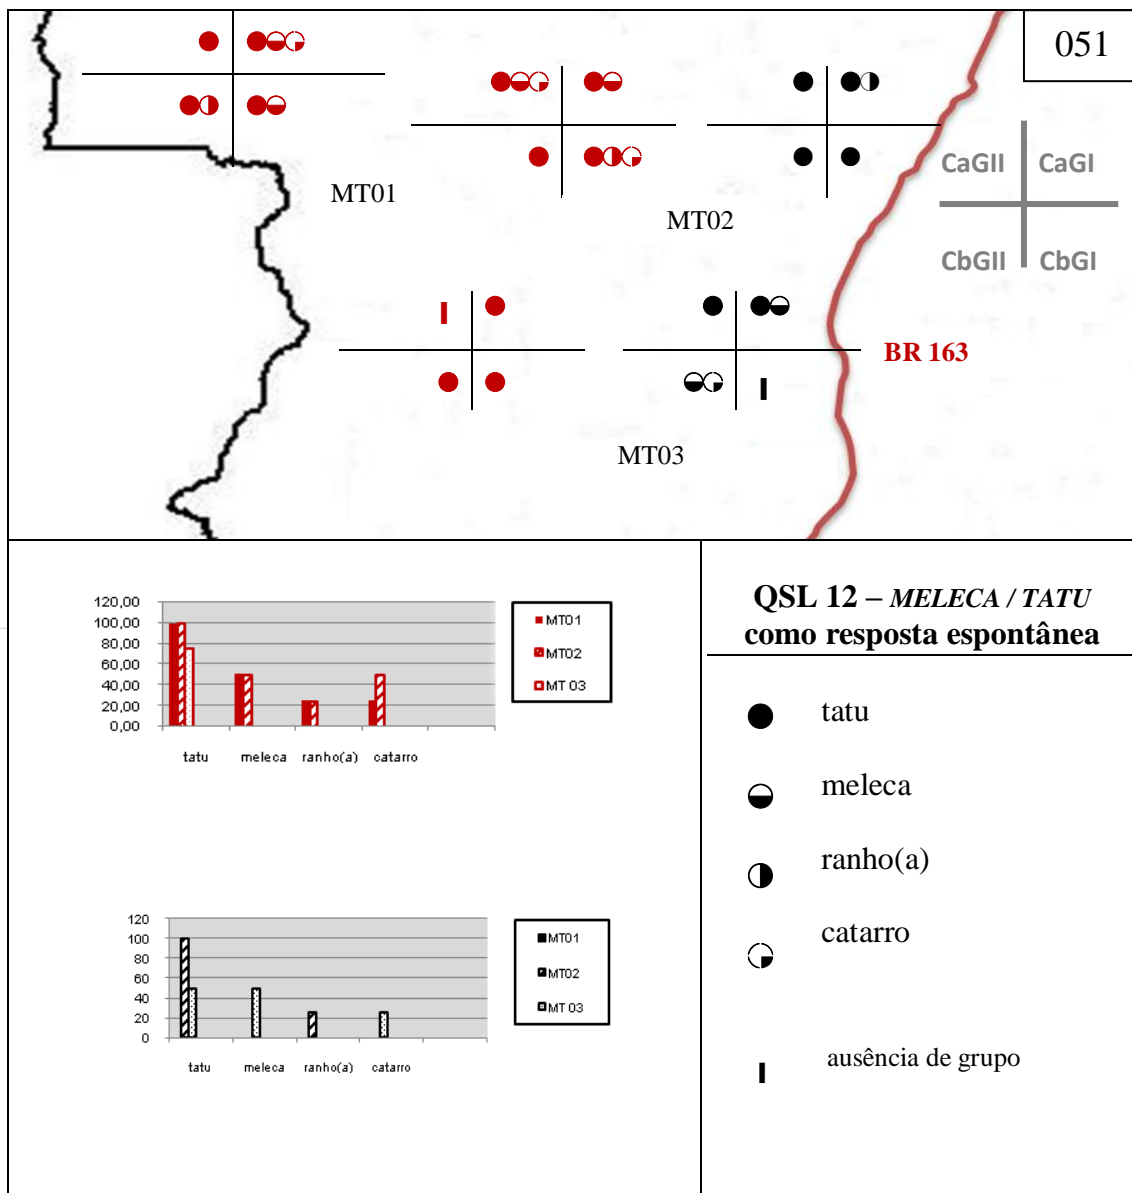 051
CaGII CaGI
CbGII CbGI
MT01
MT02
BR 163
MT03
120,00
100,00
80,00
60,00
40,00
20,00
0,00
tatu meleca ranho(a) catarro
MT01
MT02
MT 03
120
100
80
60
40
20
0
tatu meleca ranho(a) catarro
MT01
MT02
MT 03
QSL 12 – MELECA / TATU
como resposta espontânea
tatu
meleca
ranho(a)
catarro
ausência de grupo